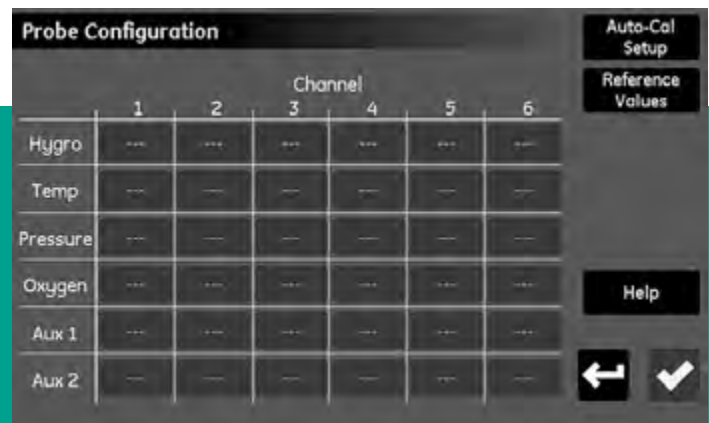 Probe Configuration
Auto-Cal
Setup
Reference
Values
Channel
1 2 3 4 5 6
Hygro --- --- --- --- --- ---
Temp --- --- --- --- --- ---
Pressure --- --- --- --- --- ---
Oxygen --- --- --- --- --- ---
Aux 1 --- --- --- --- --- ---
Aux 2 --- --- --- --- --- ---
Help